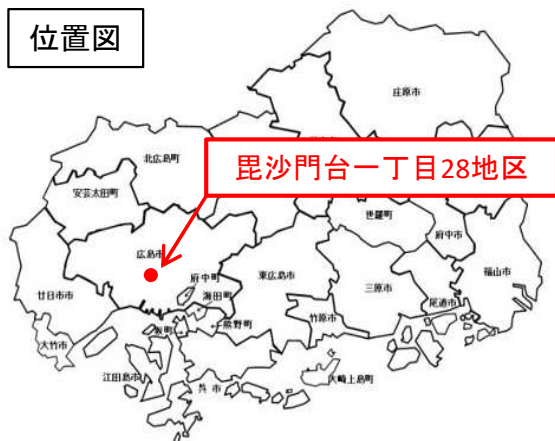 位置図
庄原市
北広島町
毘沙門台一丁目28地区
安芸太田町
世羅町
府中市
広島市
府中町
東広島市
三原市
福山市
廿日市市
海田町
尾道市
坂町
熊野町
竹原市
大竹市
江田島市
呉市
大崎上島町